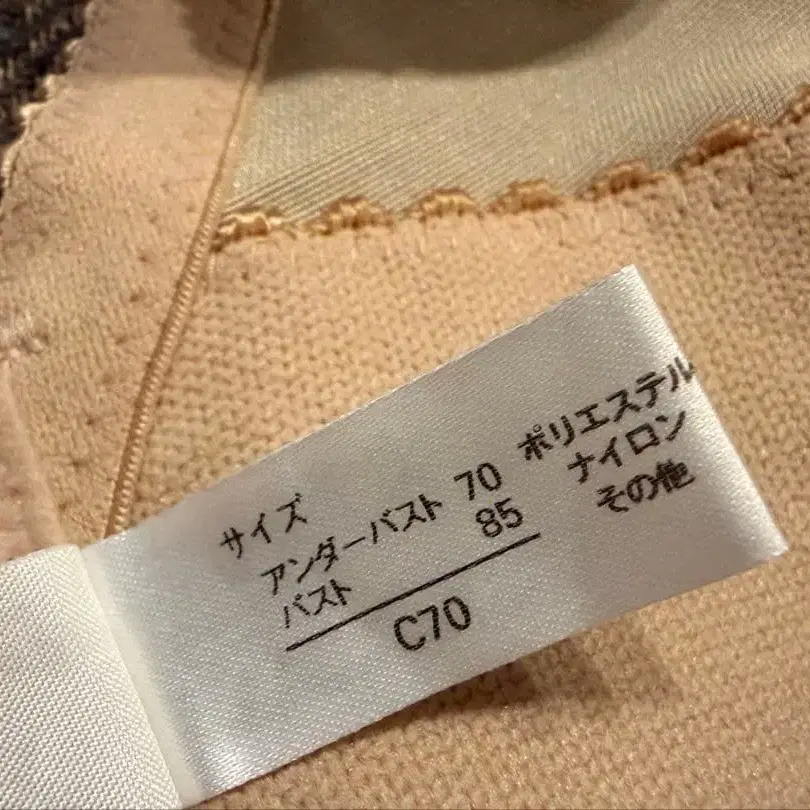 サイズ
アンダーバスト 70
バスト 85
C70
ポリエステル
ナイロン
その他